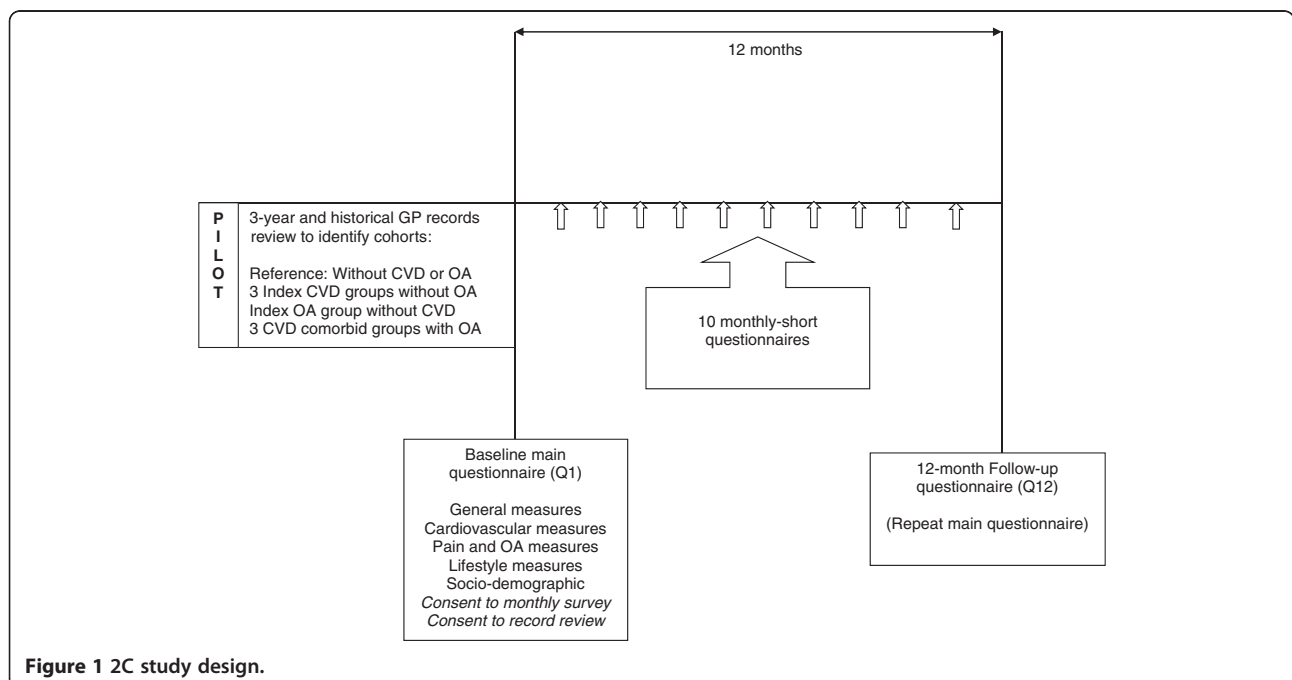 12 months
P
I
L
O
T
3-year and historical GP records
review to identify cohorts:
Reference: Without CVD or OA
3 Index CVD groups without OA
Index OA group without CVD
3 CVD comorbid groups with OA
10 monthly-short
questionnaires
Baseline main
questionnaire (Q1)
General measures
Cardiovascular measures
Pain and OA measures
Lifestyle measures
Socio-demographic
Consent to monthly survey
Consent to record review
12-month Follow-up
questionnaire (Q12)
(Repeat main questionnaire)
Figure 1 2C study design.